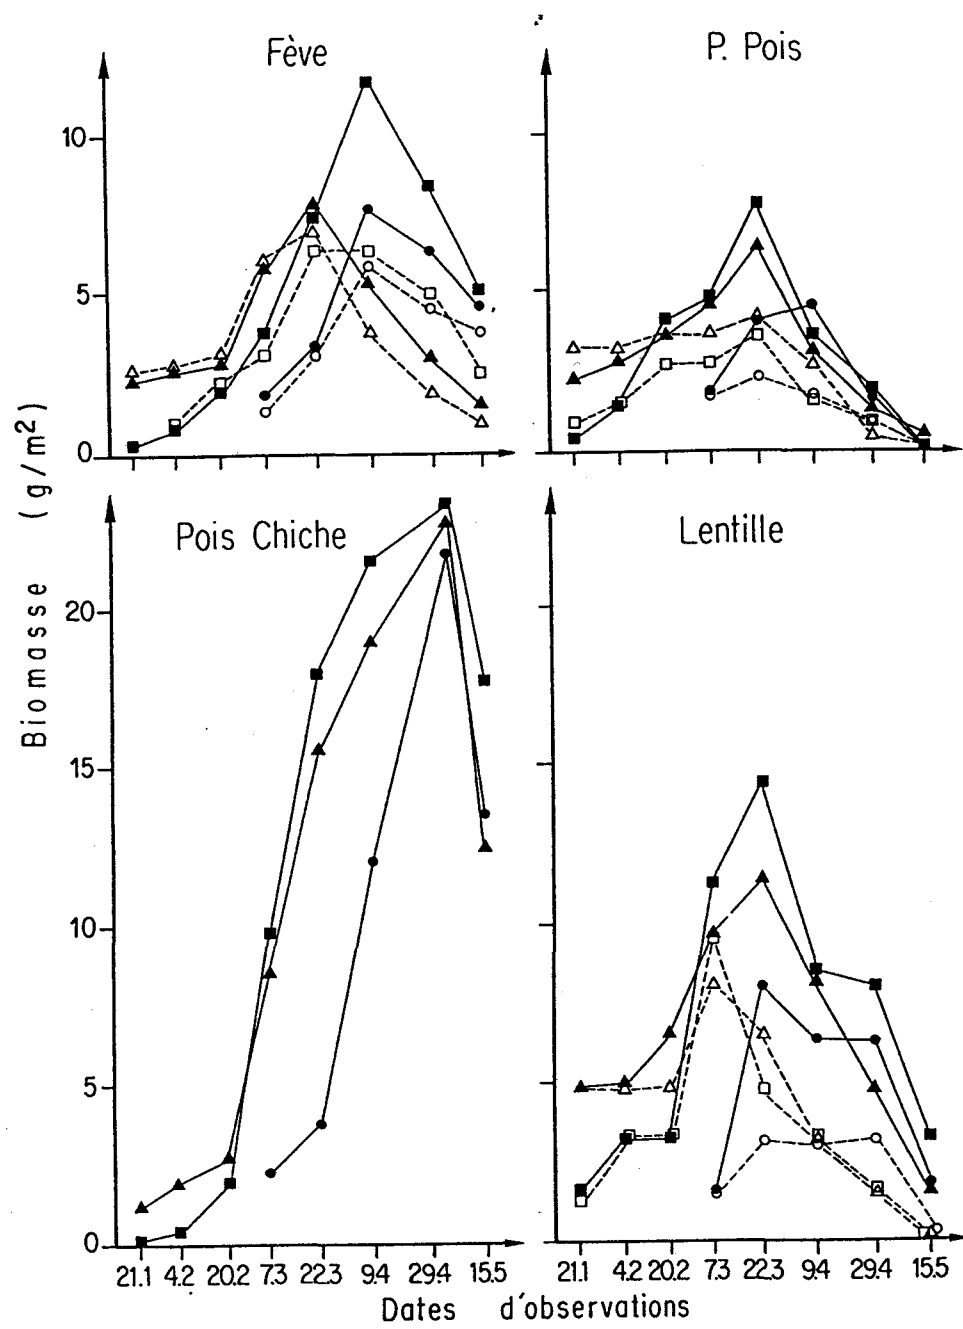 Fève
P. Pois
10
5
0
Pois Chiche
Lentille
Biomasse (g/m²)
20
15
10
5
0
21.1 4.2 20.2 7.3 22.3 9.4 29.4 15.5
21.1 4.2 20.2 7.3 22.3 9.4 29.4 15.5
Dates d'observations